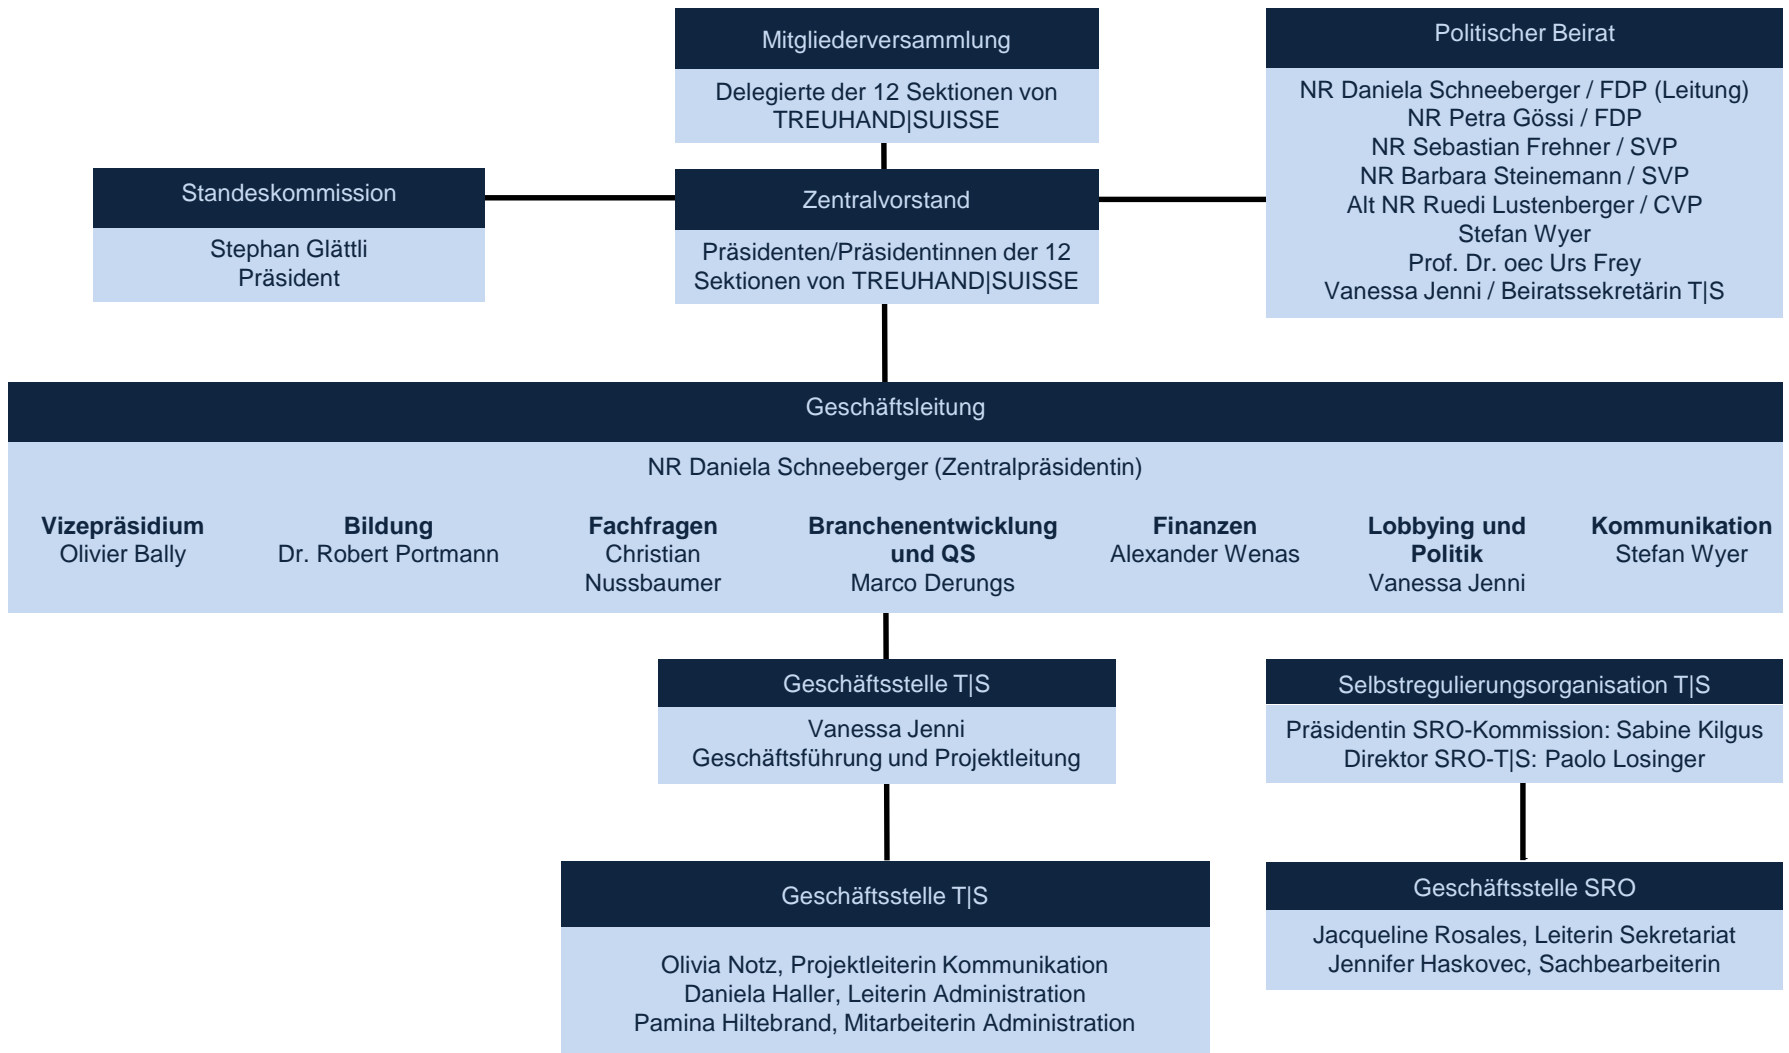 Mitgliederversammlung
Delegierte der 12 Sektionen von
TREUHAND|SUISSE
Politischer Beirat
NR Daniela Schneeberger / FDP (Leitung)
NR Petra Gössi / FDP
NR Sebastian Frehner / SVP
NR Barbara Steinemann / SVP
Alt NR Ruedi Lustenberger / CVP
Stefan Wyer
Prof. Dr. oec Urs Frey
Vanessa Jenni / Beiratssekretärin T|S
Standeskommission
Stephan Glättli
Präsident
Zentralvorstand
Präsidenten/Präsidentinnen der 12
Sektionen von TREUHAND|SUISSE
Geschäftsleitung
NR Daniela Schneeberger (Zentralpräsidentin)
Vizepräsidium
Olivier Bally
Bildung
Dr. Robert Portmann
Fachfragen
Christian
Nussbaumer
Branchenentwicklung
und QS
Marco Derungs
Finanzen
Alexander Wenas
Lobbying und
Politik
Vanessa Jenni
Kommunikation
Stefan Wyer
Geschäftsstelle T|S
Vanessa Jenni
Geschäftsführung und Projektleitung
Selbstregulierungsorganisation T|S
Präsidentin SRO-Kommission: Sabine Kilgus
Direktor SRO-T|S: Paolo Losinger
Geschäftsstelle T|S
Olivia Notz, Projektleiterin Kommunikation
Daniela Haller, Leiterin Administration
Pamina Hiltebrand, Mitarbeiterin Administration
Geschäftsstelle SRO
Jacqueline Rosales, Leiterin Sekretariat
Jennifer Haskovec, Sachbearbeiterin